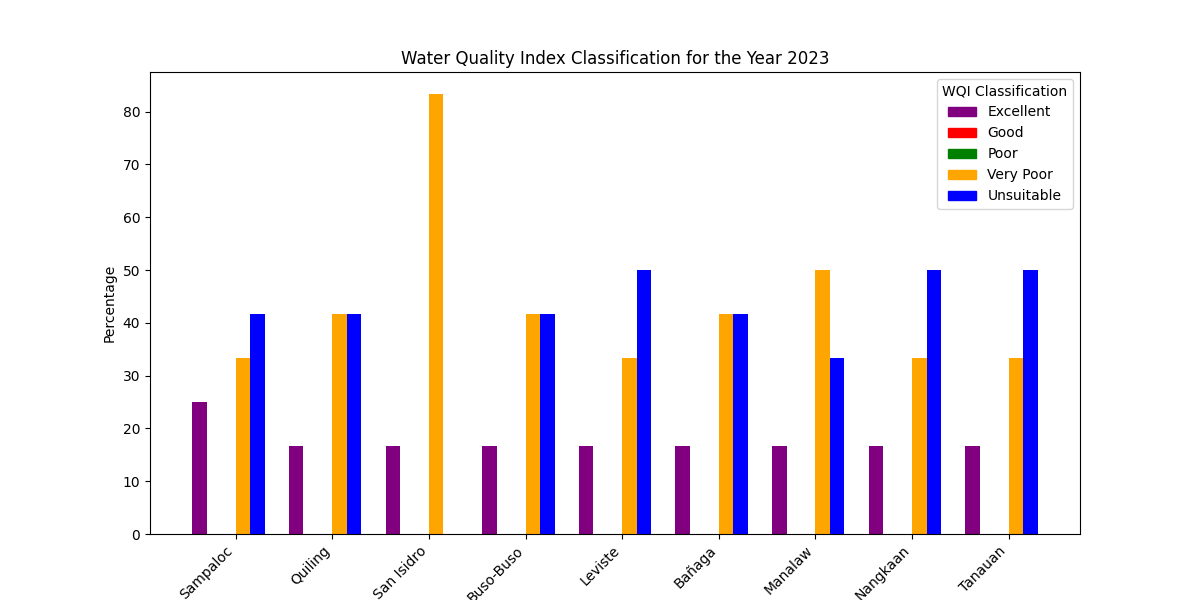 Water Quality Index Classification for the Year 2023
WQI Classification
Excellent
Good
Poor
Very Poor
Unsuitable
Percentage
80
70
60
50
40
30
20
10
0
Sampaloc
Quiling
San Isidro
Buso-Buso
Leviste
Bañaga
Manalaw
Nangkaan
Tanauan